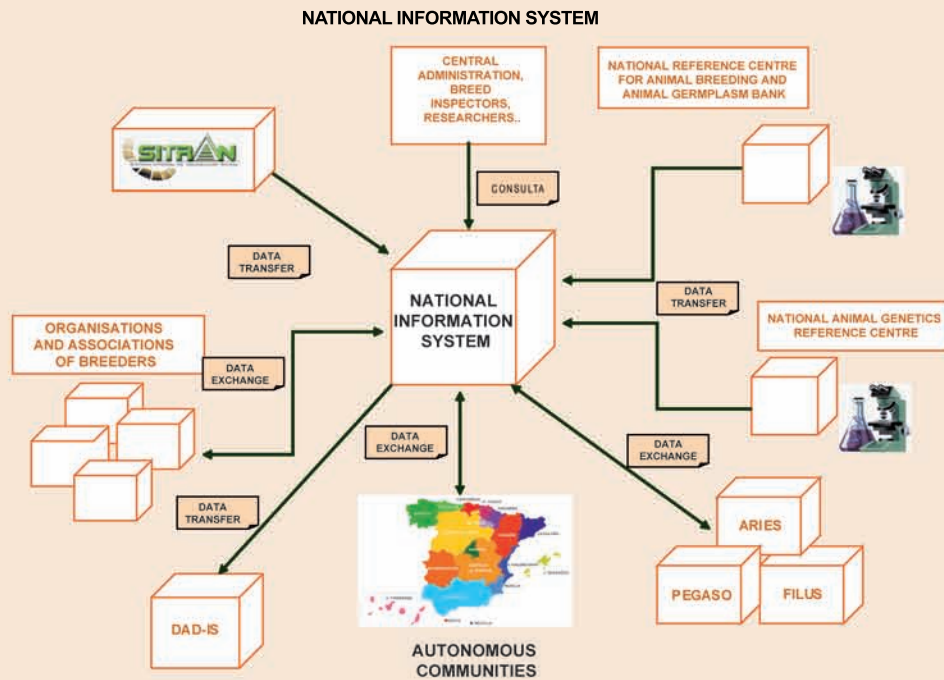 NATIONAL INFORMATION SYSTEM
CENTRAL
ADMINISTRATION,
BREED
INSPECTORS,
RESEARCHERS..
NATIONAL REFERENCE CENTRE
FOR ANIMAL BREEDING AND
ANIMAL GERMPLASM BANK
SITRAN
CONSULTA
DATA
TRANSFER
NATIONAL
INFORMATION
SYSTEM
DATA
TRANSFER
ORGANISATIONS
AND ASSOCIATIONS
OF BREEDERS
NATIONAL ANIMAL GENETICS
REFERENCE CENTRE
DATA
EXCHANGE
DATA
EXCHANGE
DATA
EXCHANGE
DATA
TRANSFER
ARIES
PEGASO
FILUS
DAD-IS
AUTONOMOUS
COMMUNITIES